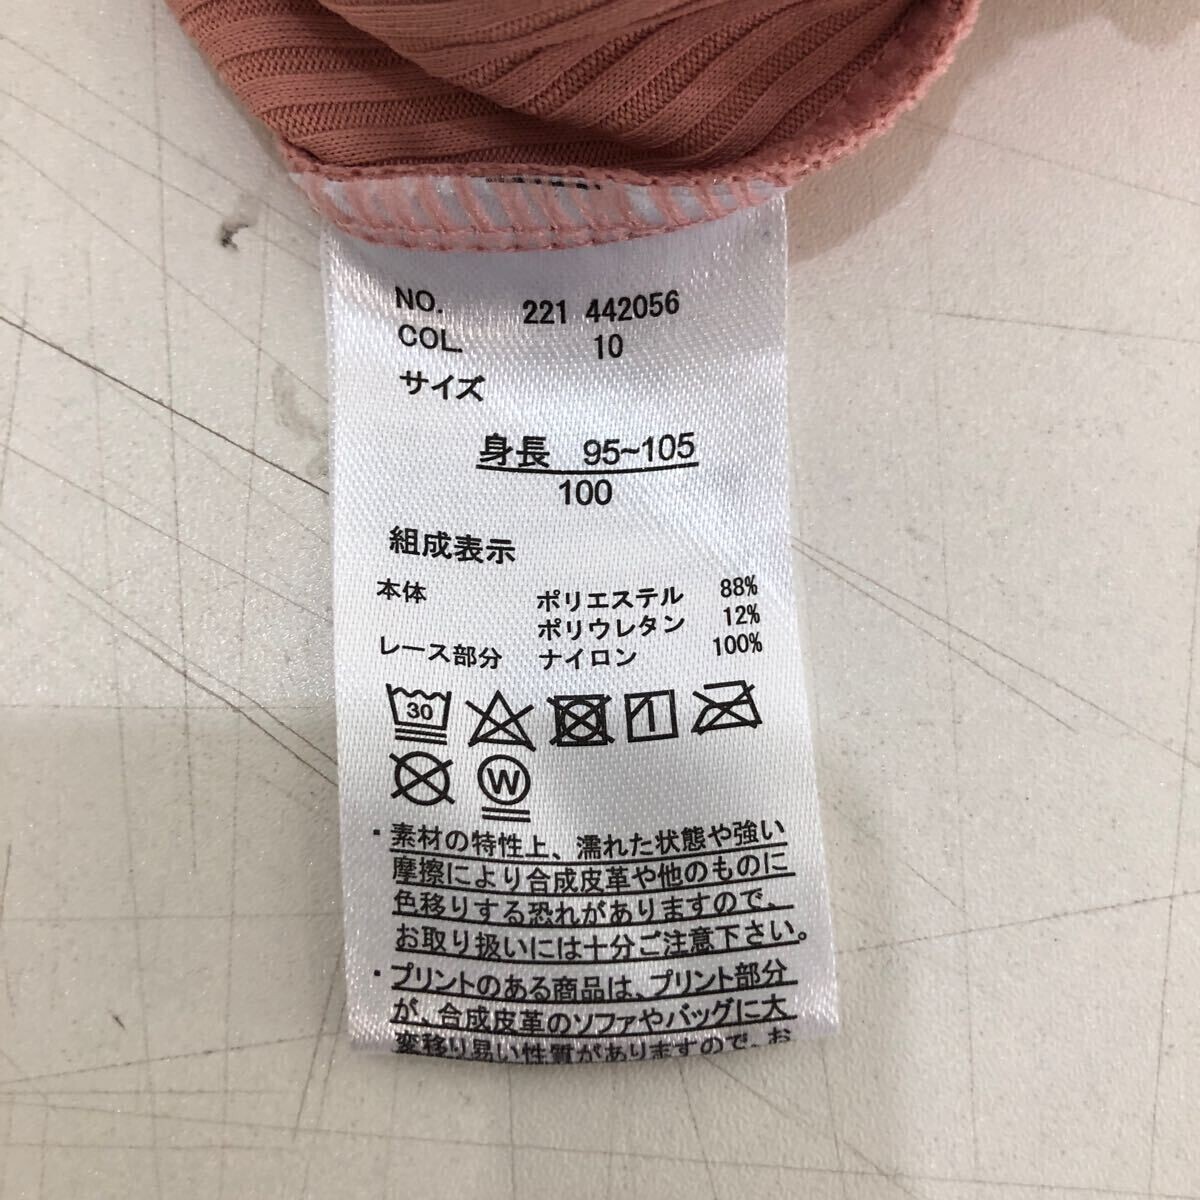 NO. 221 442056
COL. 10
サイズ
身長 95~105
100
組成表示
本体 ポリエステル 88%
ポリウレタン 12%
レース部分 ナイロン 100%
30
W
・素材の特性上、濡れた状態や強い
摩擦により合成皮革や他のものに
色移りする恐れがありますので、
お取り扱いには十分ご注意下さい。
・プリントのある商品は、プリント部分
が、合成皮革のソファやバッグに大
変移り易い性質がありますので、お